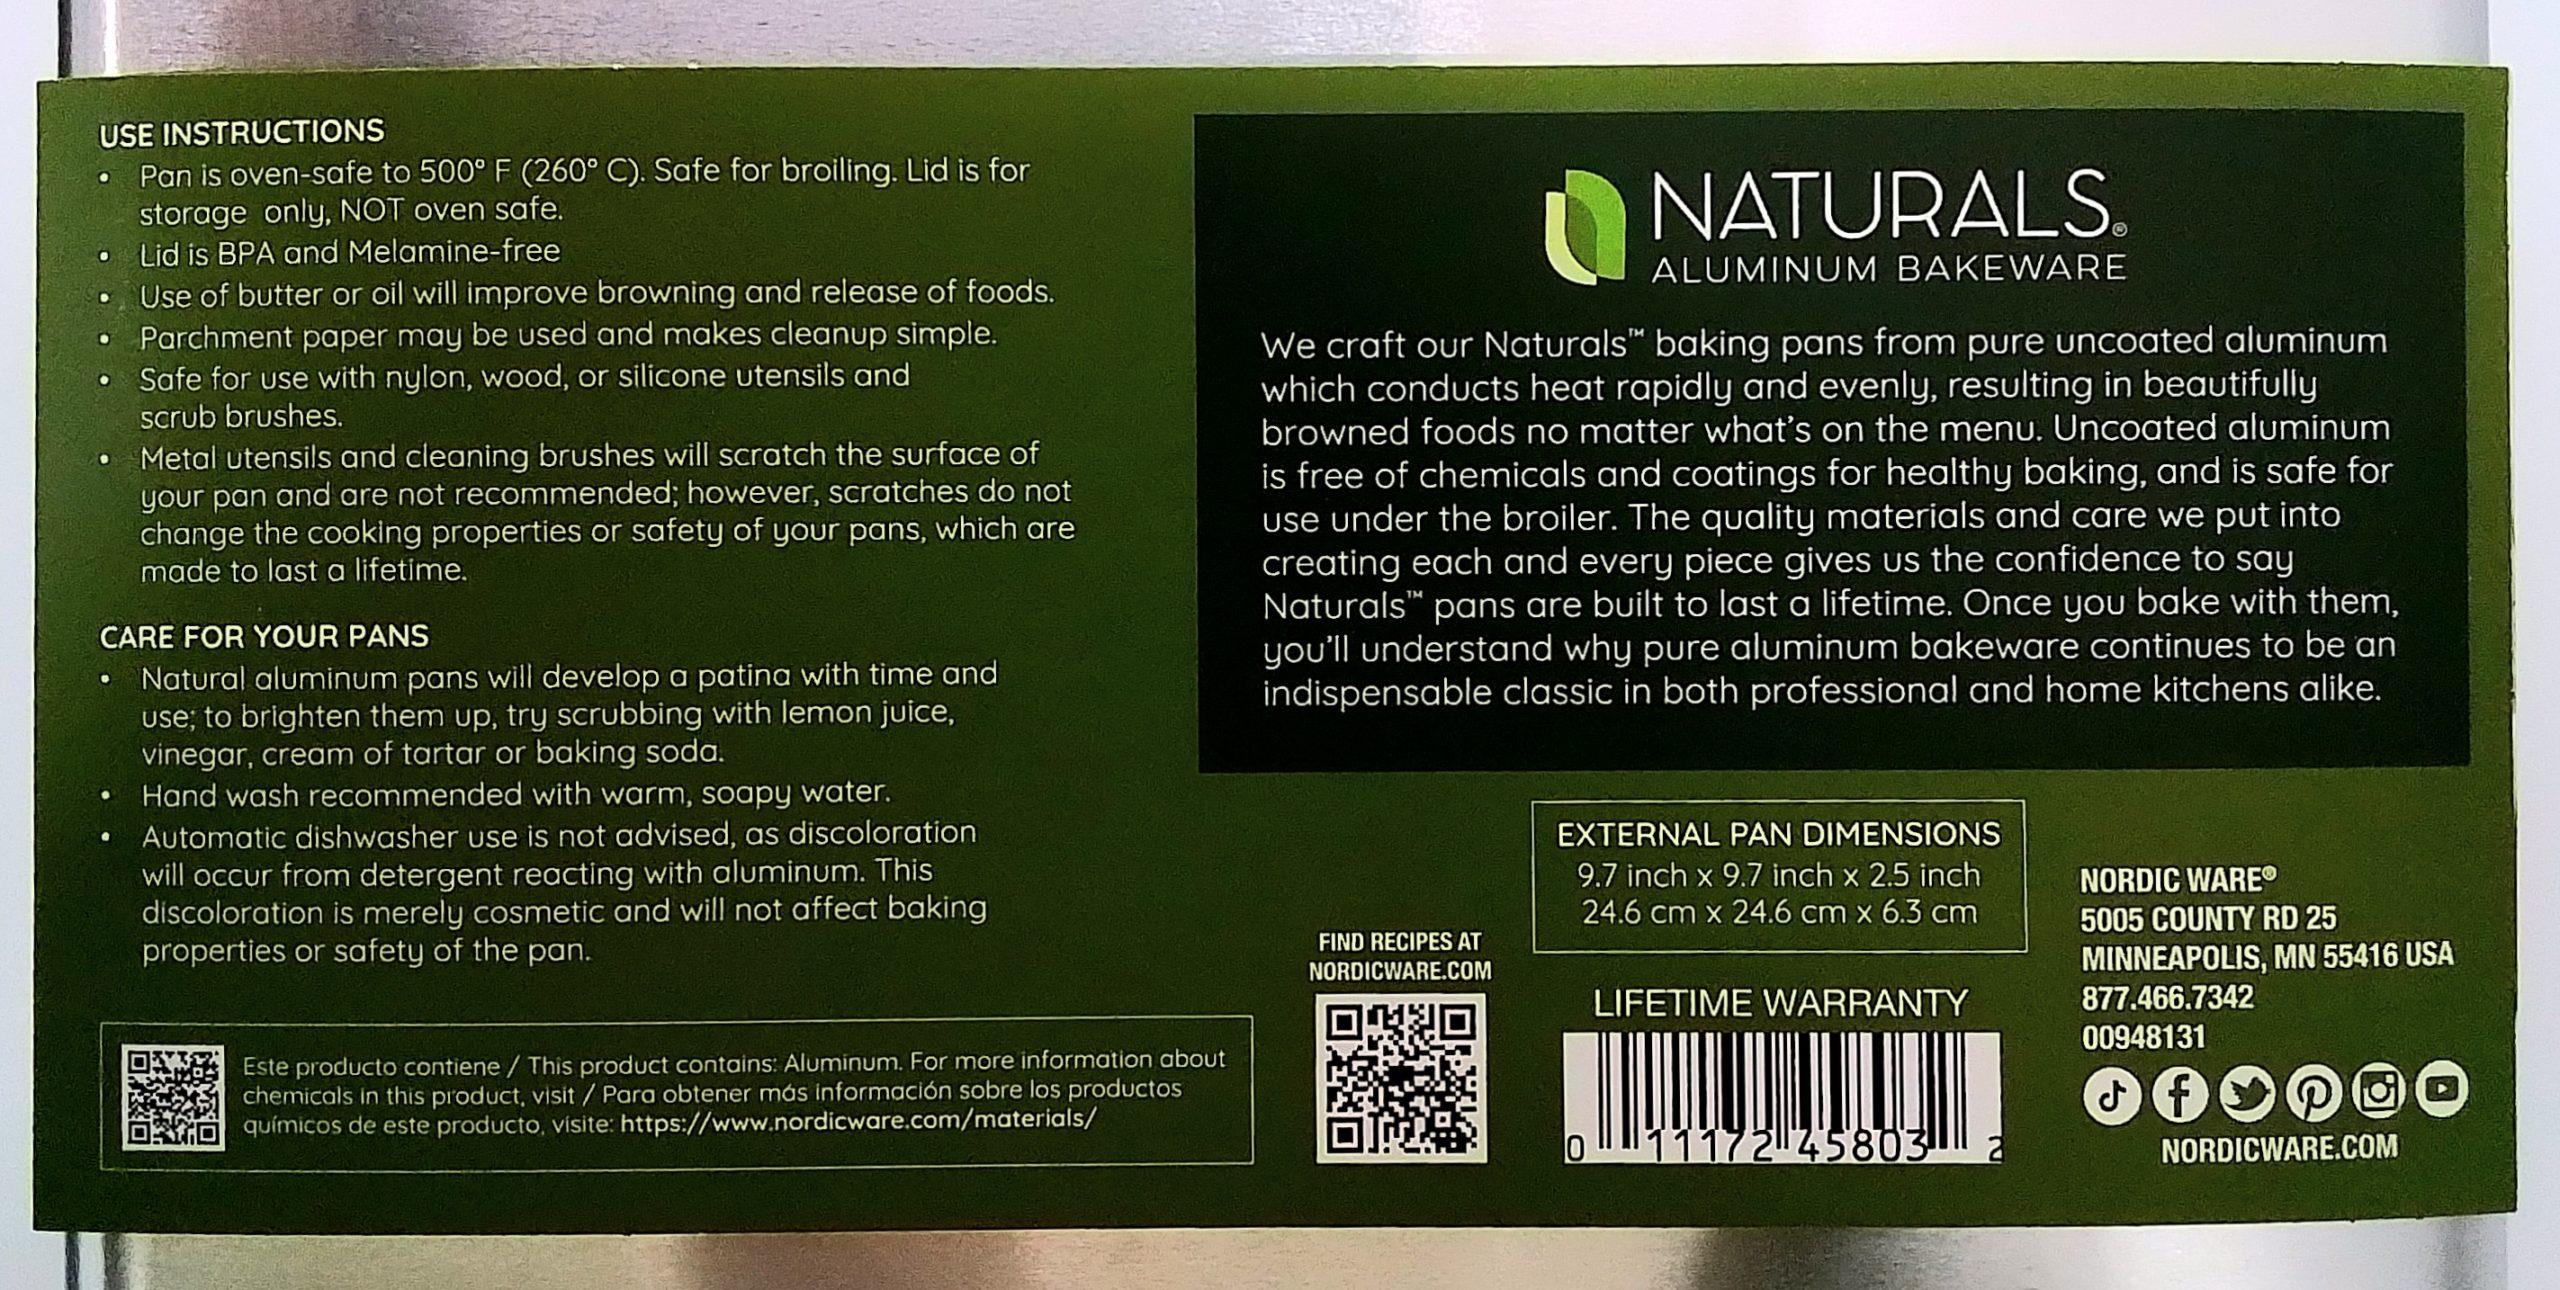 USE INSTRUCTIONS
• Pan is oven-safe to 500° F (260° C). Safe for broiling. Lid is for
storage only, NOT oven safe.
• Lid is BPA and Melamine-free
• Use of butter or oil will improve browning and release of foods.
• Parchment paper may be used and makes cleanup simple.
• Safe for use with nylon, wood, or silicone utensils and
scrub brushes.
• Metal utensils and cleaning brushes will scratch the surface of
your pan and are not recommended; however, scratches do not
change the cooking properties or safety of your pans, which are
made to last a lifetime.
CARE FOR YOUR PANS
• Natural aluminum pans will develop a patina with time and
use; to brighten them up, try scrubbing with lemon juice,
vinegar, cream of tartar or baking soda.
• Hand wash recommended with warm, soapy water.
• Automatic dishwasher use is not advised, as discoloration
will occur from detergent reacting with aluminum. This
discoloration is merely cosmetic and will not affect baking
properties or safety of the pan.
Este producto contiene / This product contains: Aluminum. For more information about
chemicals in this product, visit / Para obtener más información sobre los productos
químicos de este producto, visite: https://www.nordicware.com/materials/
NATURALS®
ALUMINUM BAKEWARE
We craft our Naturals™ baking pans from pure uncoated aluminum
which conducts heat rapidly and evenly, resulting in beautifully
browned foods no matter what's on the menu. Uncoated aluminum
is free of chemicals and coatings for healthy baking, and is safe for
use under the broiler. The quality materials and care we put into
creating each and every piece gives us the confidence to say
Naturals™ pans are built to last a lifetime. Once you bake with them,
you'll understand why pure aluminum bakeware continues to be an
indispensable classic in both professional and home kitchens alike.
FIND RECIPES AT
NORDICWARE.COM
EXTERNAL PAN DIMENSIONS
9.7 inch x 9.7 inch x 2.5 inch
24.6 cm x 24.6 cm x 6.3 cm
LIFETIME WARRANTY
0 11172 45803 2
NORDIC WARE®
5005 COUNTY RD 25
MINNEAPOLIS, MN 55416 USA
877.466.7342
00948131
NORDICWARE.COM